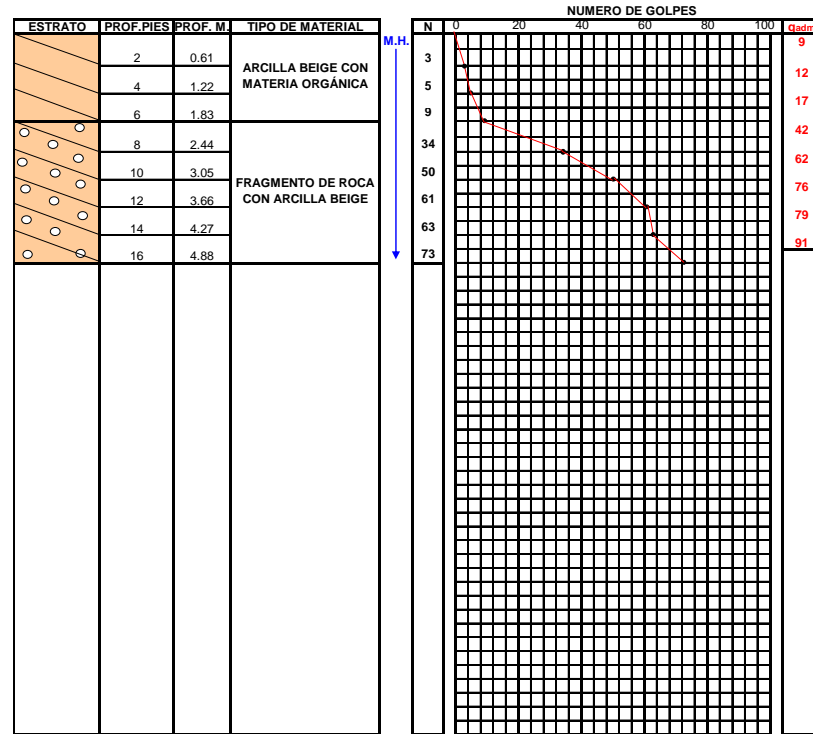 NUMERO DE GOLPES
ESTRATO PROF.PIES PROF. M. TIPO DE MATERIAL N 0 20 40 60 80 100 qadm
M.H. 9
2 0.61 3
ARCILLA BEIGE CON 12
4 1.22 MATERIA ORGÁNICA 5
17
6 1.83 9
42
8 2.44 34
62
10 3.05 50
FRAGMENTO DE ROCA 76
12 3.66 CON ARCILLA BEIGE 61
79
14 4.27 63
91
16 4.88 73